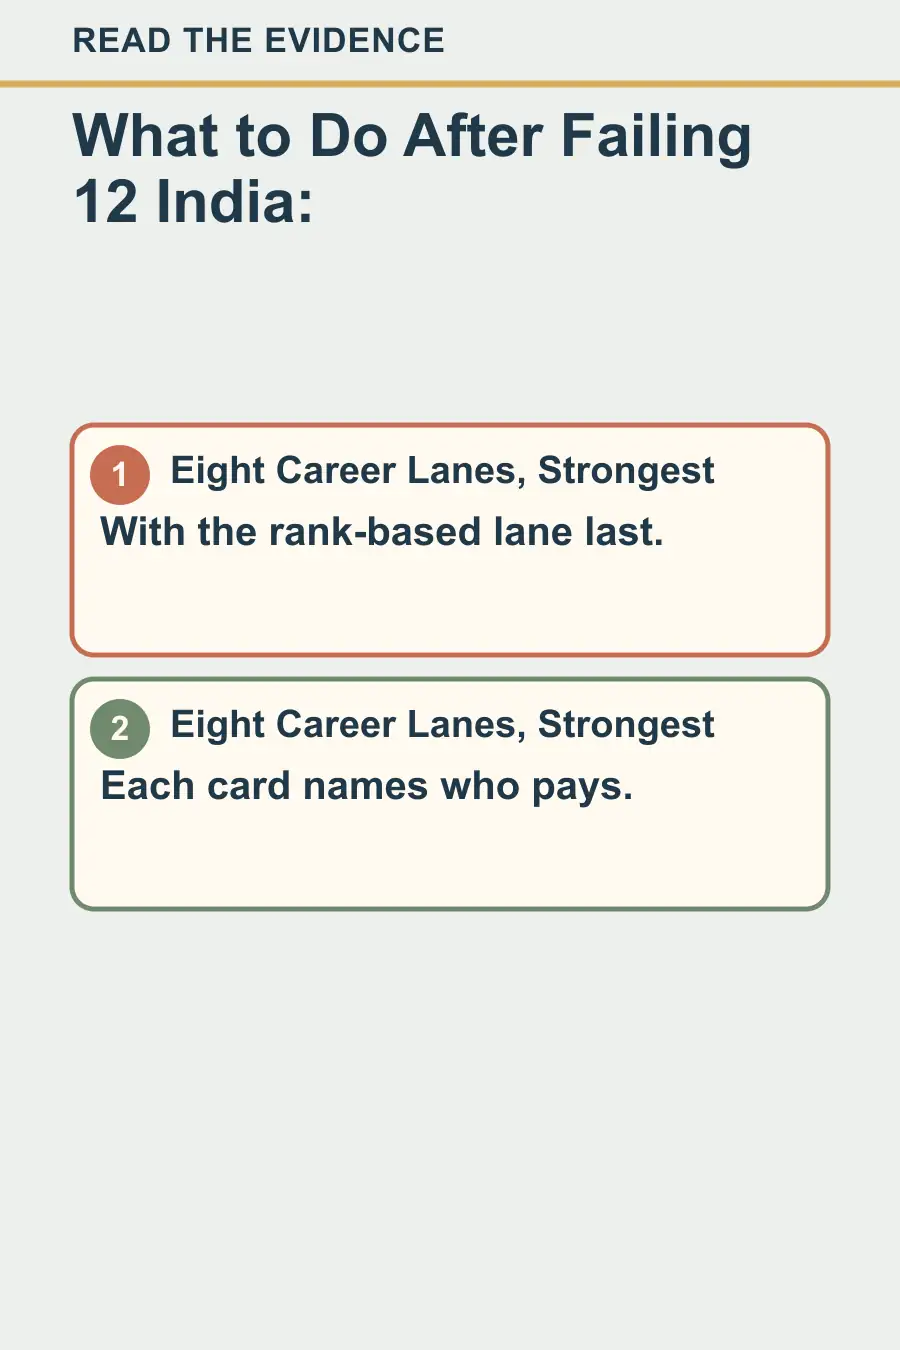 READ THE EVIDENCE
What to Do After Failing
12 India:
1 Eight Career Lanes, Strongest
With the rank-based lane last.
2 Eight Career Lanes, Strongest
Each card names who pays.